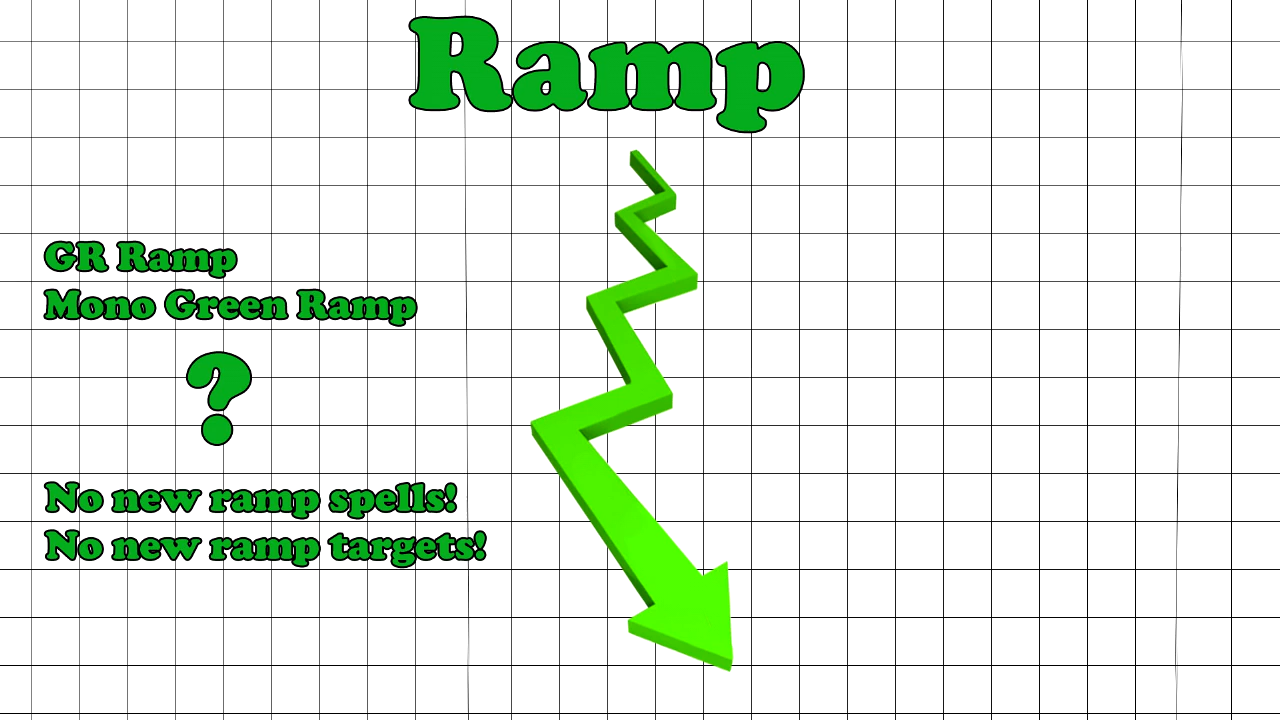 Ramp
GR Ramp
Mono Green Ramp
?
No new ramp spells!
No new ramp targets!